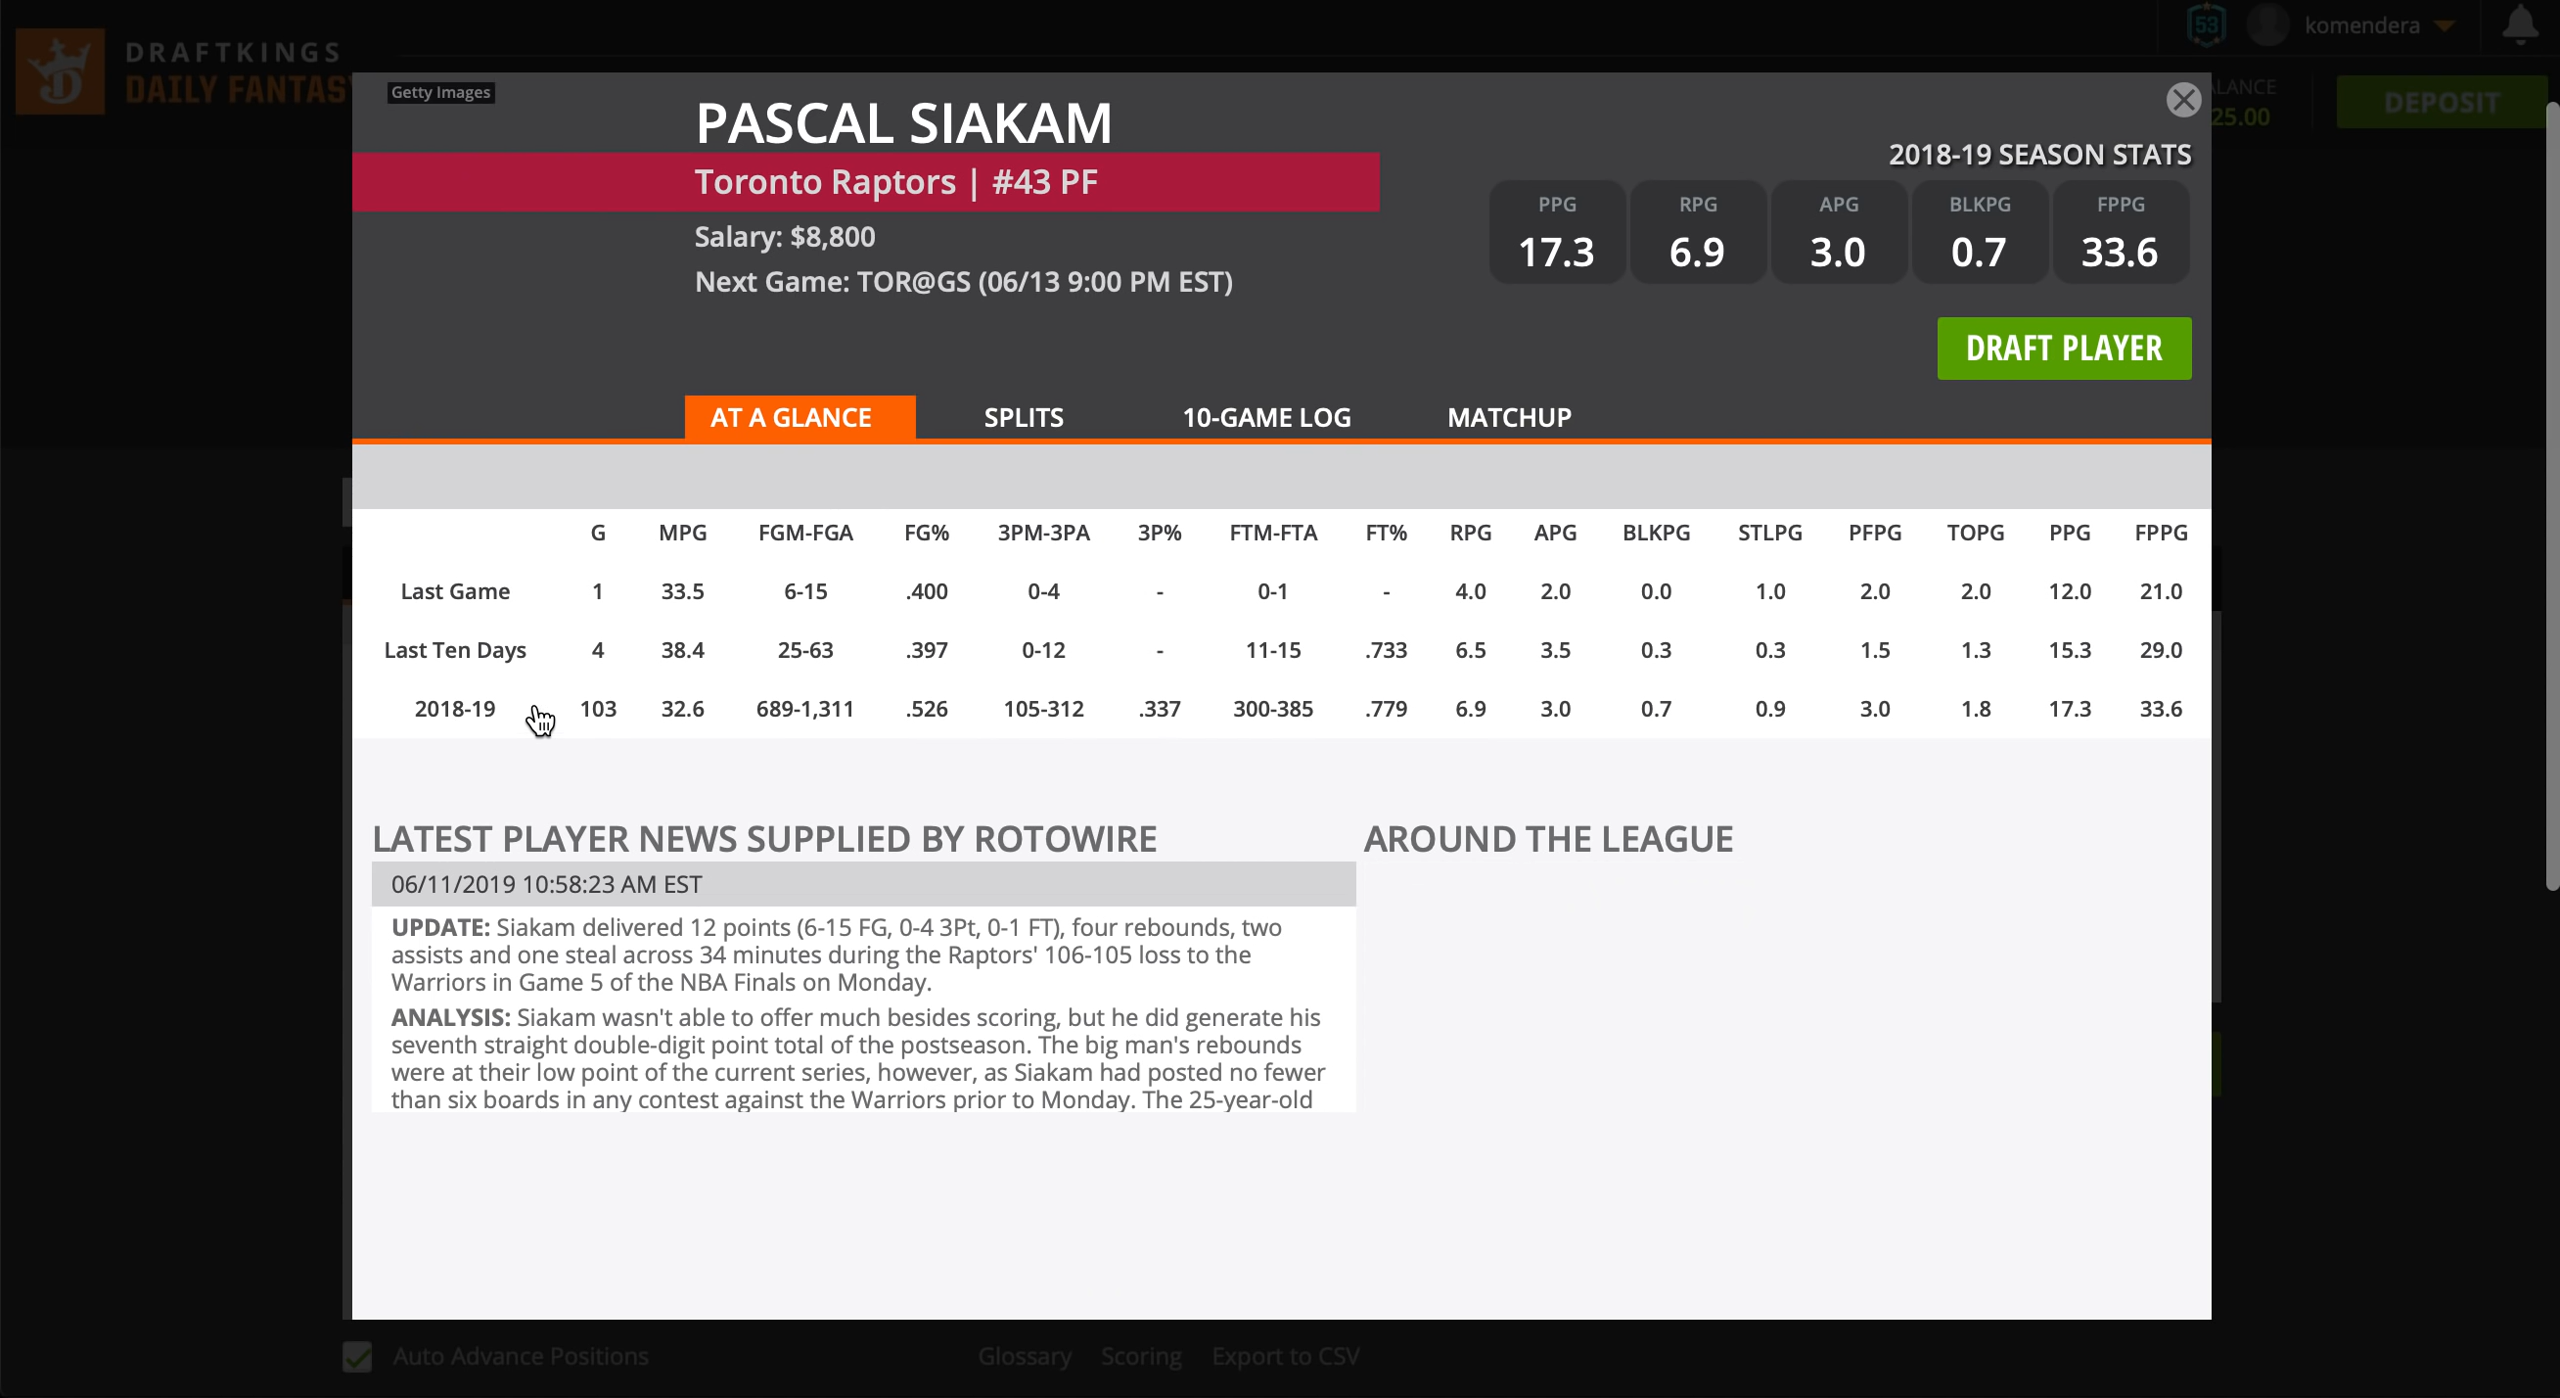 DRAFTKINGS
DAILY FANTAS
53
komendera
Getty Images
PASCAL SIAKAM
Toronto Raptors | #43 PF
Salary: $8,800
Next Game: TOR@GS (06/13 9:00 PM EST)
LANCE
25.00
DEPOSIT
2018-19 SEASON STATS
PPG RPG APG BLKPG FPPG
17.3 6.9 3.0 0.7 33.6
DRAFT PLAYER
AT A GLANCE SPLITS 10-GAME LOG MATCHUP
G MPG FGM-FGA FG% 3PM-3PA 3P% FTM-FTA FT% RPG APG BLKPG STLPG PFPG TOPG PPG FPPG
Last Game 1 33.5 6-15 .400 0-4 - 0-1 - 4.0 2.0 0.0 1.0 2.0 2.0 12.0 21.0
Last Ten Days 4 38.4 25-63 .397 0-12 - 11-15 .733 6.5 3.5 0.3 0.3 1.5 1.3 15.3 29.0
2018-19 103 32.6 689-1,311 .526 105-312 .337 300-385 .779 6.9 3.0 0.7 0.9 3.0 1.8 17.3 33.6
LATEST PLAYER NEWS SUPPLIED BY ROTOWIRE
06/11/2019 10:58:23 AM EST
UPDATE: Siakam delivered 12 points (6-15 FG, 0-4 3Pt, 0-1 FT), four rebounds, two
assists and one steal across 34 minutes during the Raptors' 106-105 loss to the
Warriors in Game 5 of the NBA Finals on Monday.
ANALYSIS: Siakam wasn't able to offer much besides scoring, but he did generate his
seventh straight double-digit point total of the postseason. The big man's rebounds
were at their low point of the current series, however, as Siakam had posted no fewer
than six boards in any contest against the Warriors prior to Monday. The 25-year-old
AROUND THE LEAGUE
Auto Advance Positions
Glossary Scoring Export to CSV